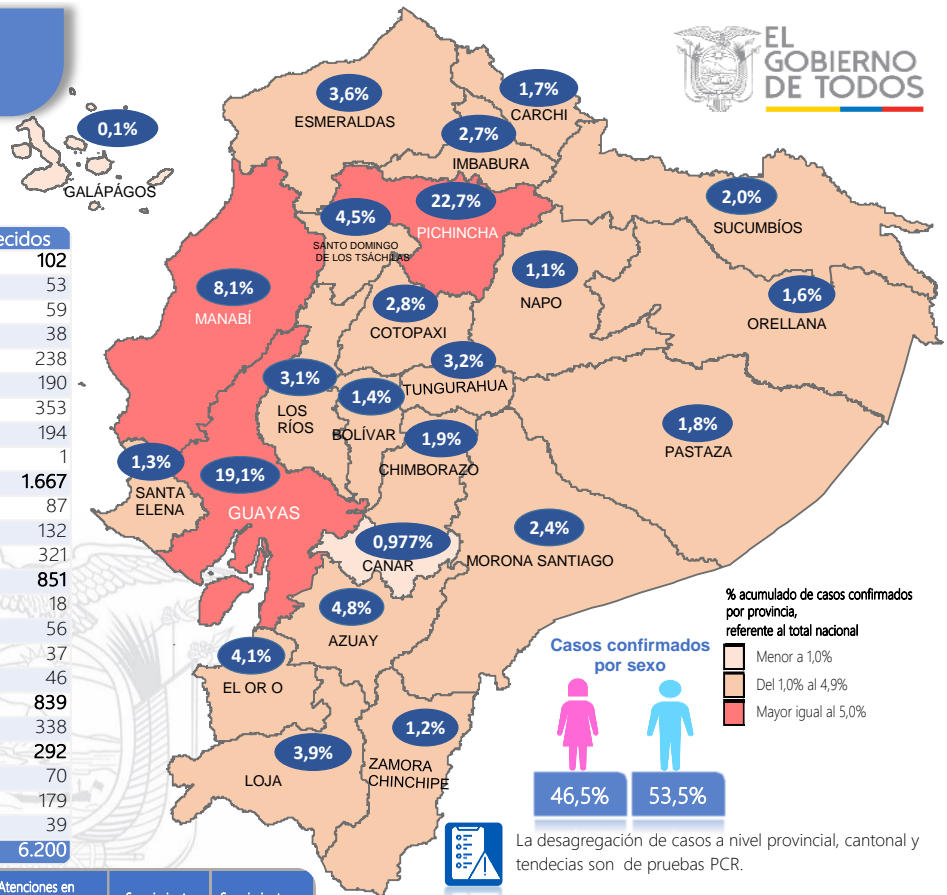 EL
GOBIERNO
DE TODOS
3,6%
ESMERALDAS
1,7%
CARCHI
0,1%
GALÁPÁGOS
2,7%
IMBABURA
2,0%
SUCUMBÍOS
4,5%
SANTO DOMINGO
DE LOS TSÁCHILAS
22,7%
PICHINCHA
1,1%
NAPO
8,1%
MANABÍ
2,8%
COTOPAXI
1,6%
ORELLANA
3,1%
LOS
RÍOS
3,2%
TUNGURAHUA
1,4%
BOLÍVAR
1,9%
CHIMBORAZO
1,8%
PASTAZA
1,3%
SANTA
ELENA
19,1%
GUAYAS
0,977%
CANAR
2,4%
MORONA SANTIAGO
4,8%
AZUAY
4,1%
EL OR O
3,9%
LOJA
1,2%
ZAMORA
CHINCHIPE
ecidos
102
53
59
38
238
190
353
194
1
1.667
87
132
321
851
18
56
37
46
839
338
292
70
179
39
6.200
Atenciones en
% acumulado de casos confirmados
por provincia,
referente al total nacional
Menor a 1,0%
Del 1,0% al 4,9%
Mayor igual al 5,0%
Casos confirmados
por sexo
46,5%
53,5%
La desagregación de casos a nivel provincial, cantonal y
tendecias son de pruebas PCR.